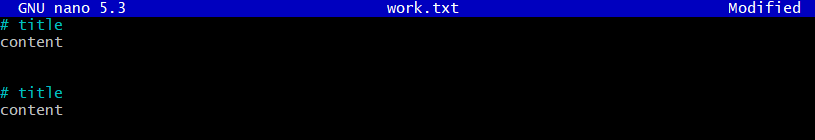 GNU nano 5.3 work.txt Modified
# title
content
# title
content